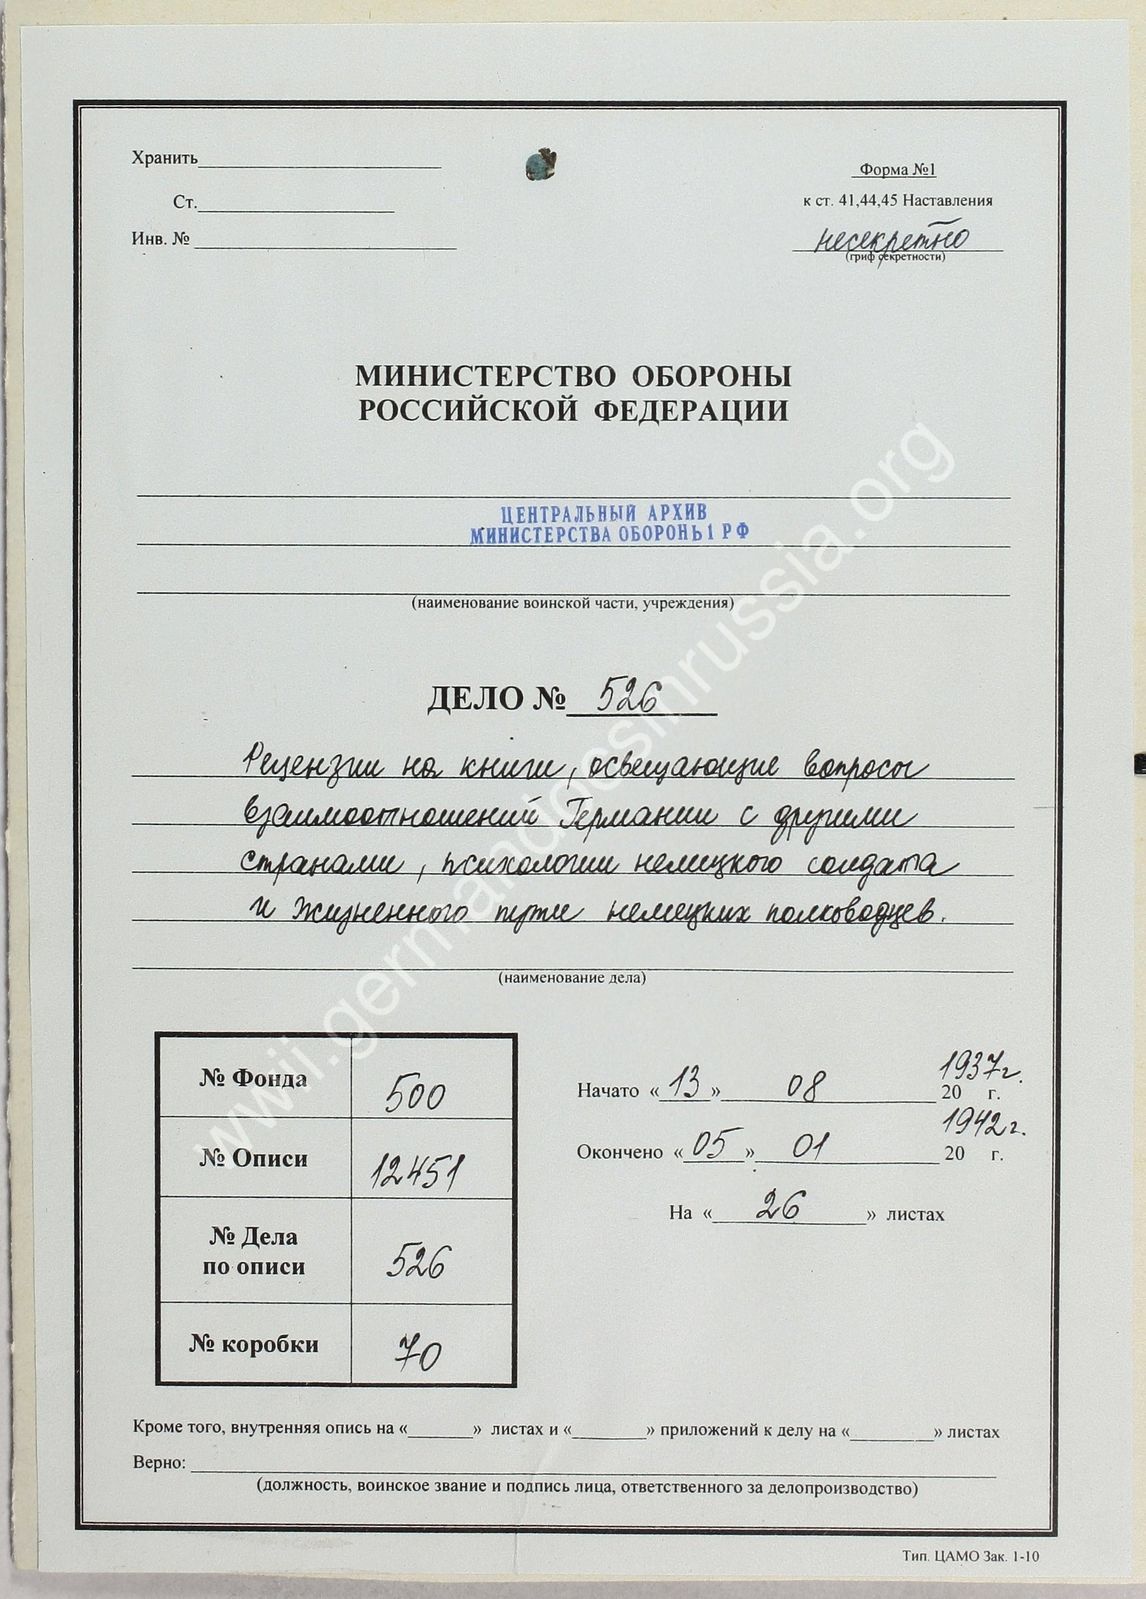 Хранить
Ст.
Инв. №
Форма №1
к ст. 41,44,45 Наставления
несекретно
(гриф секретности)
МИНИСТЕРСТВО ОБОРОНЫ
РОССИЙСКОЙ ФЕДЕРАЦИИ
ЦЕНТРАЛЬНЫЙ АРХИВ
МИНИСТЕРСТВА ОБОРОНЫ РФ
(наименование воинской части, учреждения)
ДЕЛО № 526
Рецензии на книги, освещающие вопросы
взаимоотношений Германии с другими
странами, психологии немецкого солдата
и жизненного пути немецких полководцев.
(наименование дела)
№ Фонда 500
№ Описи 12451
№ Дела
по описи 526
№ коробки 70
Начато «13» 08 1937г.
20 г.
Окончено «05» 01 1942г.
20 г.
На « 26 » листах
Кроме того, внутренняя опись на « » листах и « » приложений к делу на « » листах
Верно:
(должность, воинское звание и подпись лица, ответственного за делопроизводство)
Тип. ЦАМО Зак. 1-10
www.germandocsinrussia.org